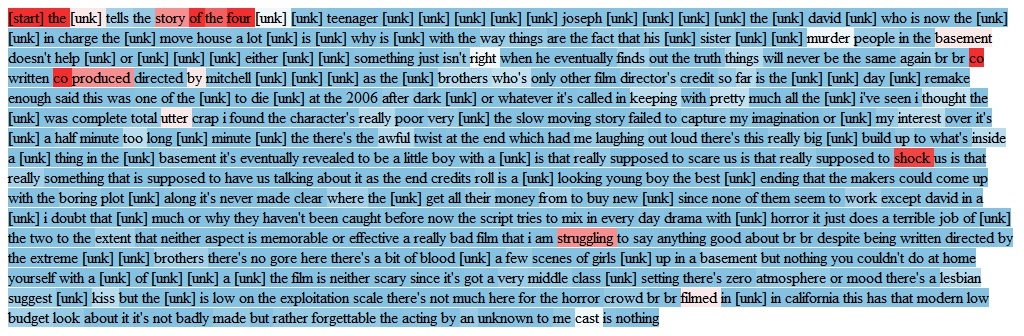 [start] the [unk] tells the story of the four [unk] [unk] teenager [unk] [unk] [unk] [unk] [unk] joseph [unk] [unk] [unk] the [unk] david [unk] who is now the [unk]
[unk] in charge the [unk] move house a lot [unk] is [unk] why is [unk] with the way things are the fact that his [unk] sister [unk] [unk] murder people in the basement
doesn't help [unk] or [unk] [unk] [unk] either [unk] [unk] something just isn't right when he eventually finds out the truth things will never be the same again br br co
written co produced directed by mitchell [unk] [unk] [unk] as the [unk] brothers who's only other film director's credit so far is the [unk] [unk] day [unk] remake
enough said this was one of the [unk] to die [unk] at the 2006 after dark [unk] or whatever it's called in keeping with pretty much all the [unk] i've seen i thought the
[unk] was complete total utter crap i found the character's really poor very [unk] the slow moving story failed to capture my imagination or [unk] my interest over it's
[unk] a half minute too long [unk] minute [unk] the there's the awful twist at the end which had me laughing out loud there's this really big [unk] build up to what's inside
a [unk] thing in the [unk] basement it's eventually revealed to be a little boy with a [unk] is that really supposed to scare us is that really supposed to shock us is that
really something that is supposed to have us talking about it as the end credits roll is a [unk] looking young boy the best [unk] ending that the makers could come up
with the boring plot [unk] along it's never made clear where the [unk] get all their money from to buy new [unk] since none of them seem to work except david in a
[unk] i doubt that [unk] much or why they haven't been caught before now the script tries to mix in every day drama with [unk] horror it just does a terrible job of [unk]
the two to the extent that neither aspect is memorable or effective a really bad film that i am struggling to say anything good about br br despite being written directed by
the extreme [unk] [unk] brothers there's no gore here there's a bit of blood [unk] a few scenes of girls [unk] up in a basement but nothing you couldn't do at home
yourself with a [unk] of [unk] [unk] a [unk] the film is neither scary since it's got a very middle class [unk] setting there's zero atmosphere or mood there's a lesbian
suggest [unk] kiss but the [unk] is low on the exploitation scale there's not much here for the horror crowd br br filmed in [unk] in california this has that modern low
budget look about it it's not badly made but rather forgettable the acting by an unknown to me cast is nothing